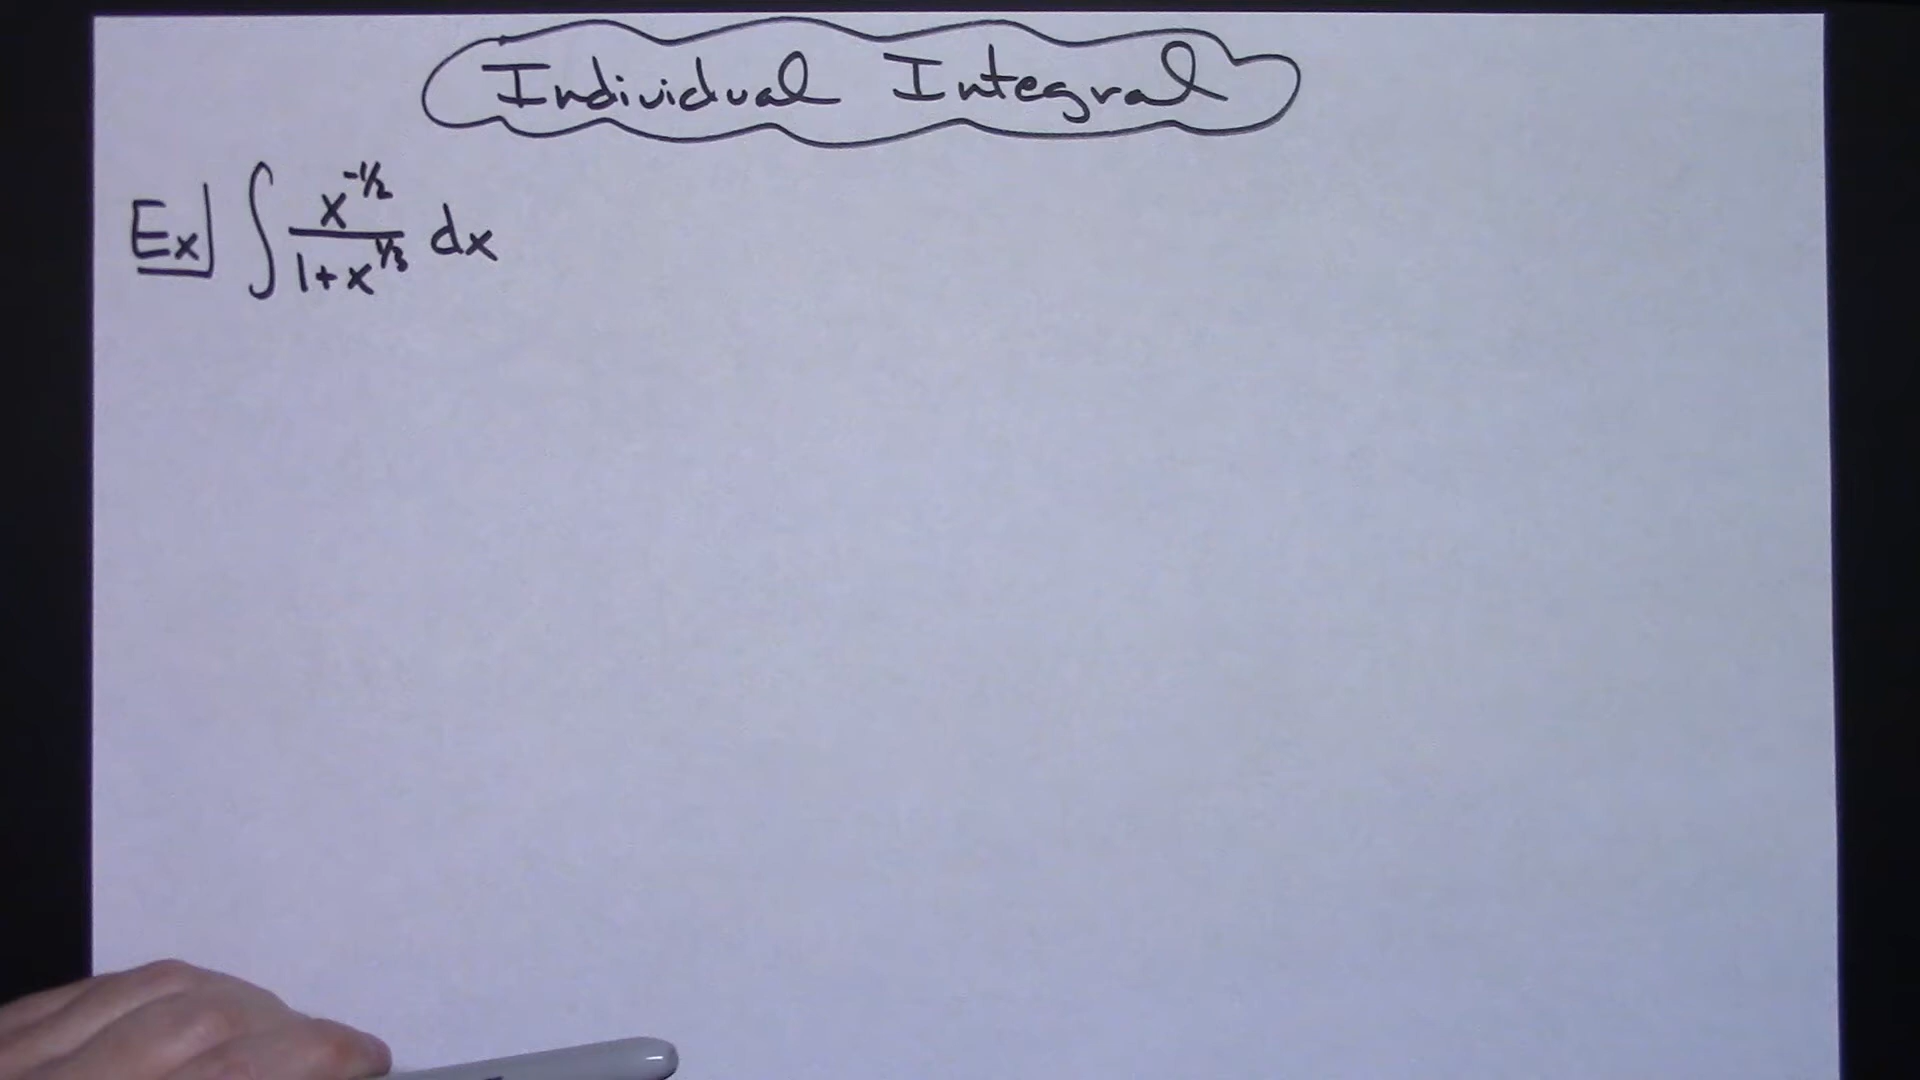 Individual Integral
Ex ∫ x^{-1/2} / (1+x^{1/3}) dx